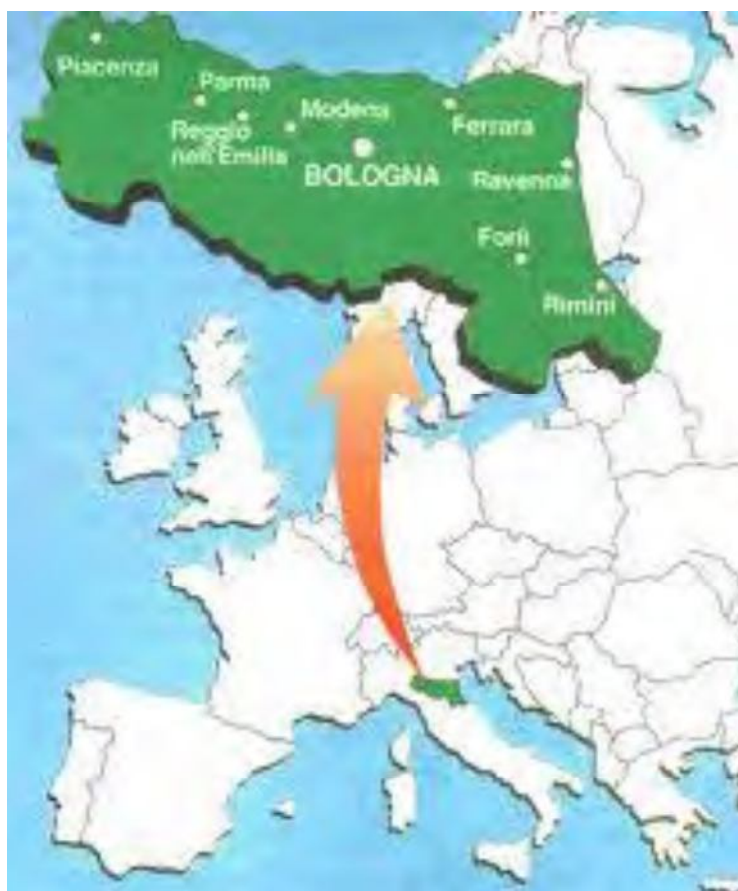 Piacenza
Parma
Modena
Ferrara
Reggio
nell'Emilia
BOLOGNA
Ravenna
Forlì
Rimini